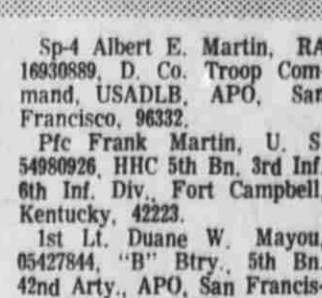 Sp-4 Albert E. Martin, RA
16930889, D. Co. Troop Com-
mand, USADLB, APO, San
Francisco, 96332.
Pfc Frank Martin, U. S.
54980926, HHC 5th Bn. 3rd Inf.
6th Inf. Div., Fort Campbell,
Kentucky, 42223.
1st Lt. Duane W. Mayou,
05427844, "B" Btry., 5th Bn.
42nd Arty., APO, San Francis-